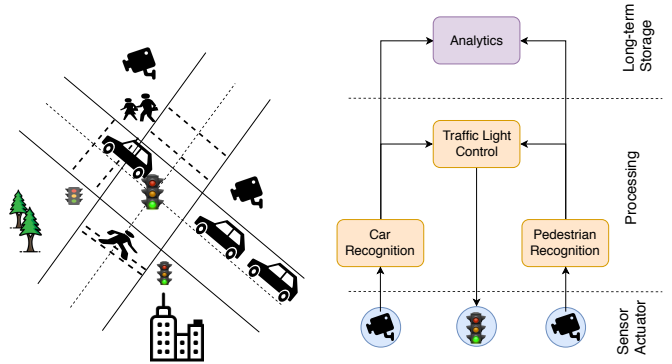 Analytics
Long-term
Storage
Traffic Light
Control
Processing
Car
Recognition
Pedestrian
Recognition
Sensor
Actuator